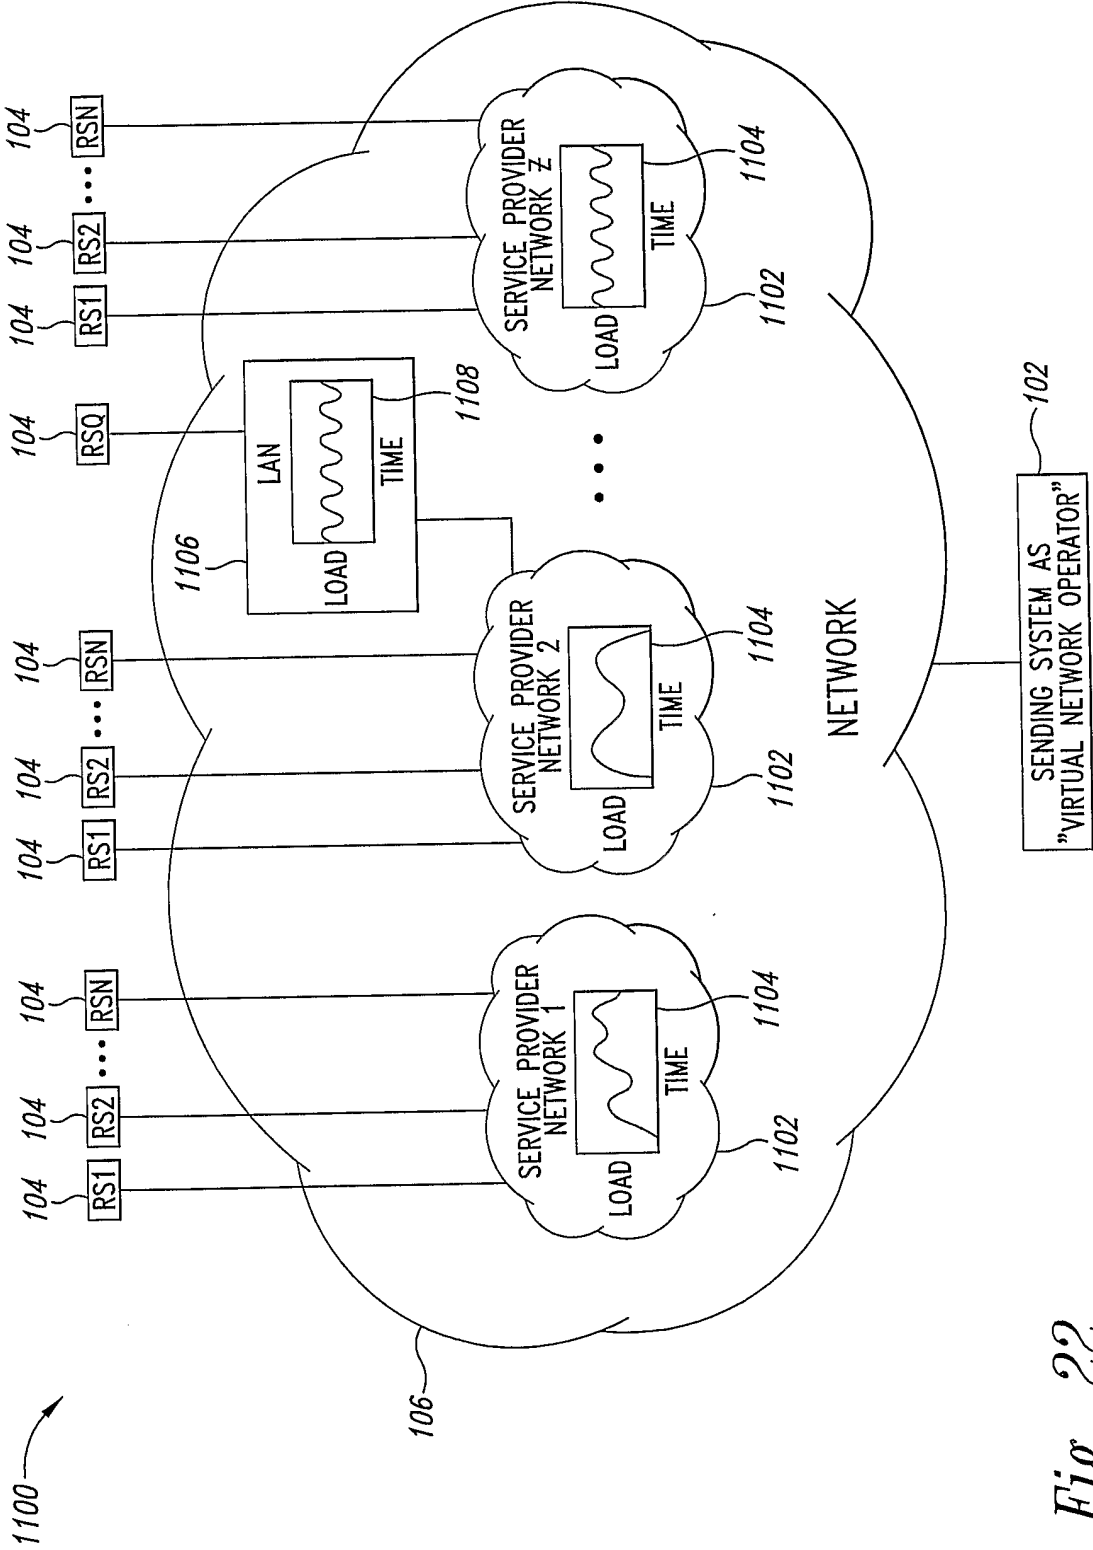 1100
106
104
104
104
RS1
RS2
•••
RSN
104
104
104
RS1
RS2
•••
RSN
104
RSQ
104
104
104
RS1
RS2
•••
RSN
1106
LAN
LOAD
TIME
1108
SERVICE PROVIDER
NETWORK 1
LOAD
TIME
1102
1104
SERVICE PROVIDER
NETWORK 2
LOAD
TIME
1102
1104
•••
SERVICE PROVIDER
NETWORK Z
LOAD
TIME
1102
1104
NETWORK
102
SENDING SYSTEM AS
"VIRTUAL NETWORK OPERATOR"
Fig. 22